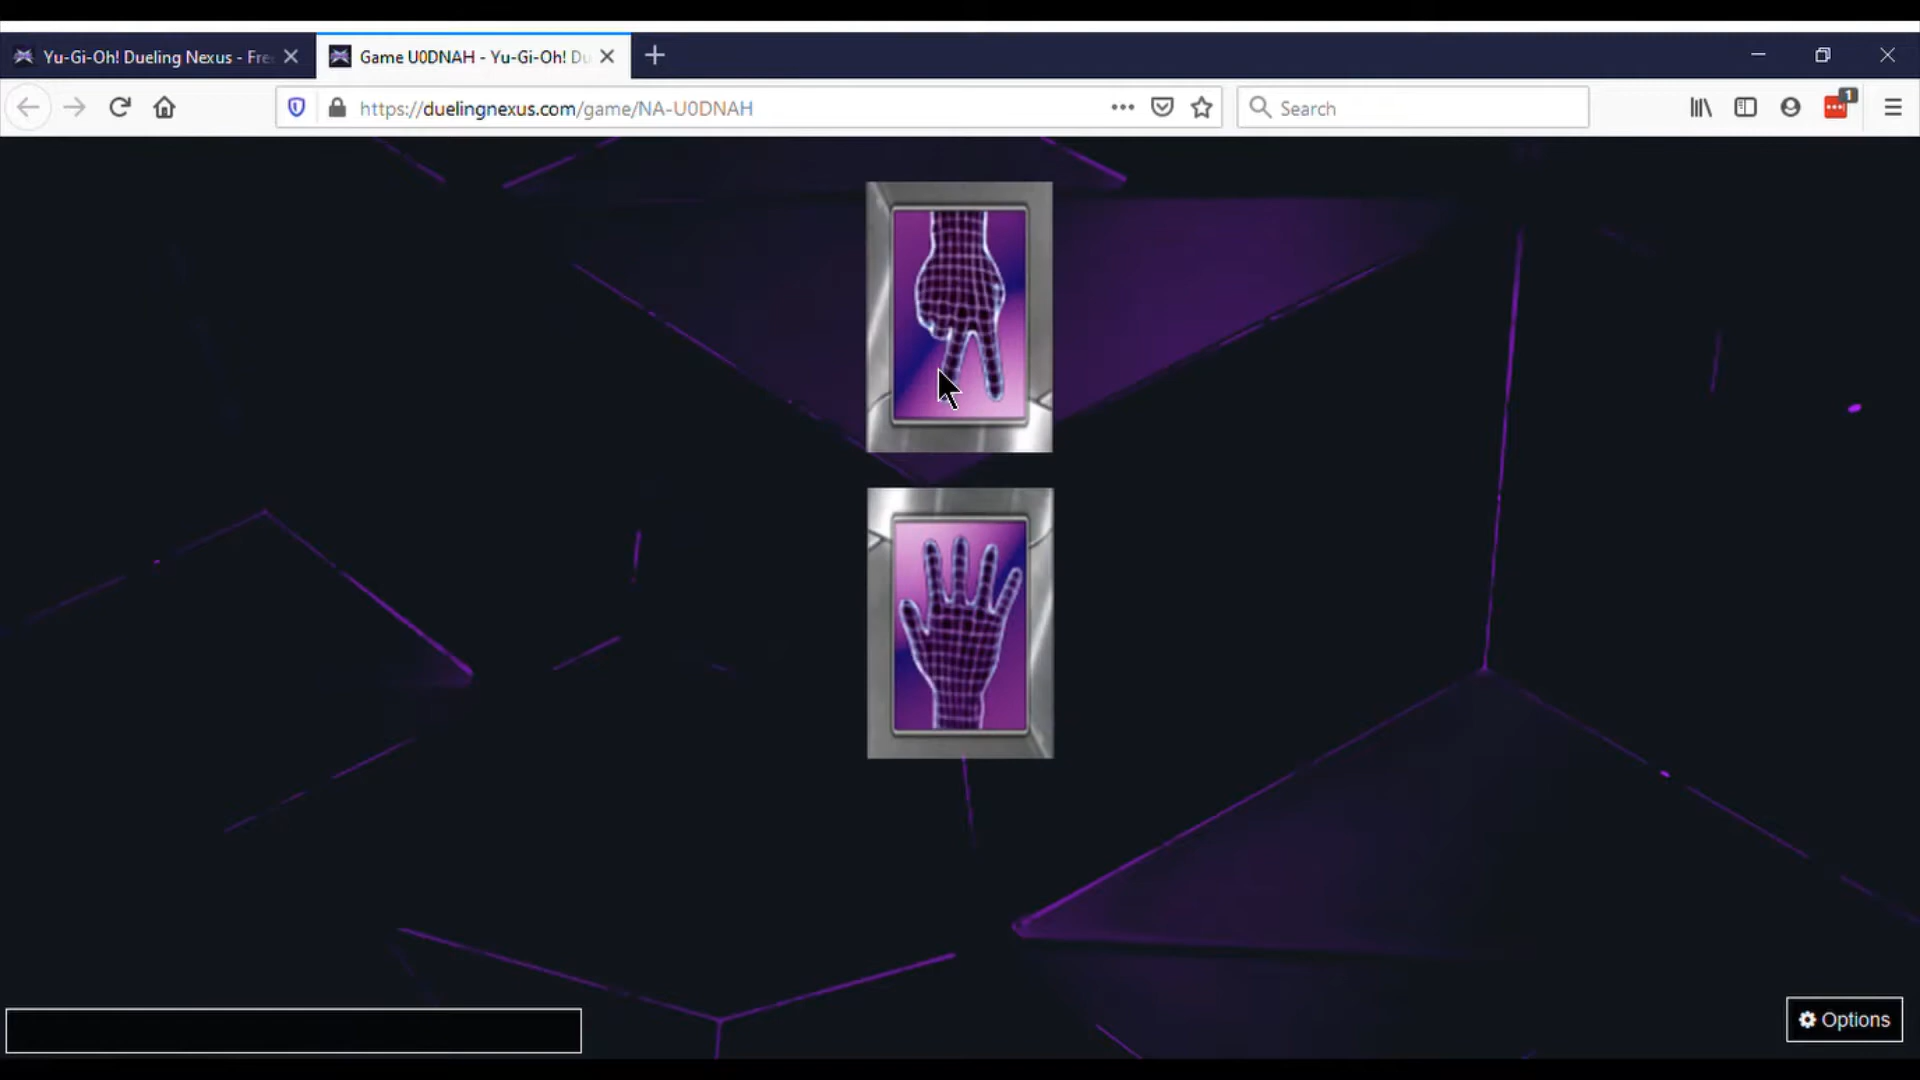 Yu-Gi-Oh! Dueling Nexus - Fre
Game U0DNAH - Yu-Gi-Oh! Du
https://duelingnexus.com/game/NA-U0DNAH
Search
1
Options